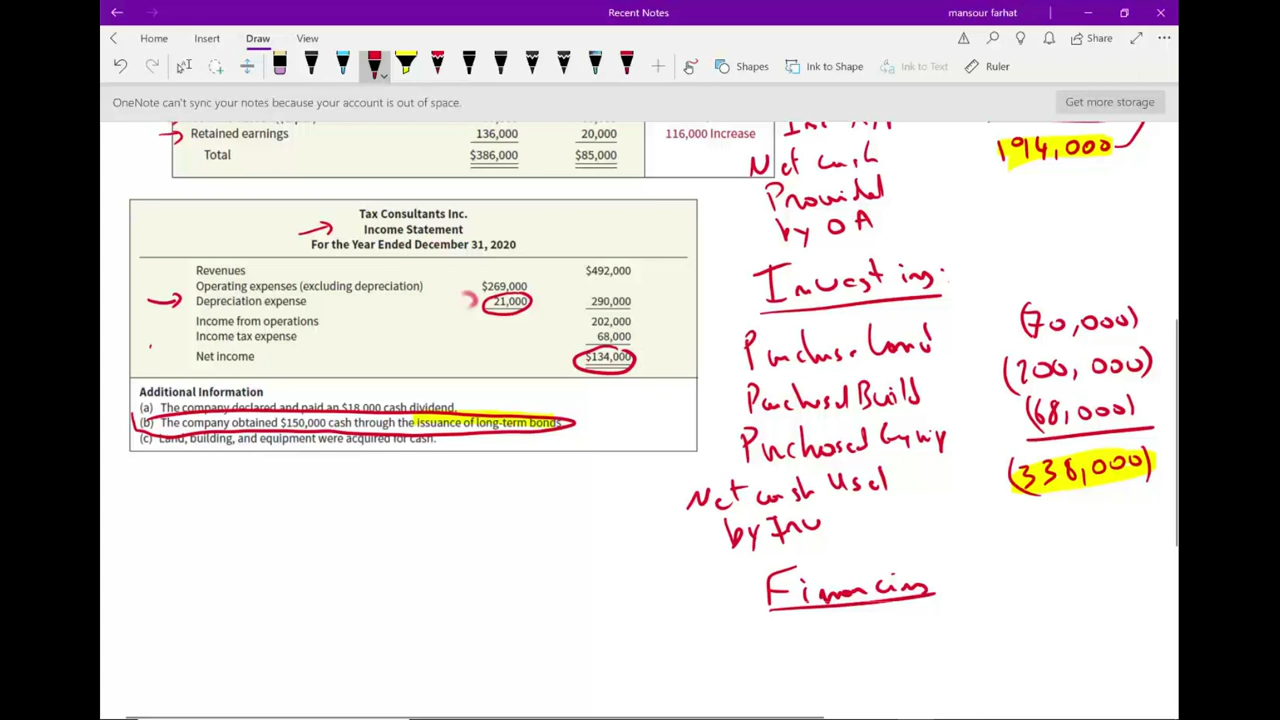 Recent Notes
mansour farhat
Home Insert Draw View
Share
Shapes
Ink to Shape
Ink to Text
Ruler
OneNote can't sync your notes because your account is out of space.
Get more storage
Retained earnings 136,000 20,000 116,000 Increase
Total $386,000 $85,000
194,000
Net cash
Provided
by OA
Tax Consultants Inc.
Income Statement
For the Year Ended December 31, 2020
Revenues $492,000
Operating expenses (excluding depreciation) $269,000
Depreciation expense 21,000 290,000
Income from operations 202,000
Income tax expense 68,000
Net income $134,000
Additional Information
(a) The company declared and paid an $18,000 cash dividend.
(b) The company obtained $150,000 cash through the issuance of long-term bonds.
(c) Land, building, and equipment were acquired for cash.
Investing:
Purchase Land (70,000)
Purchased Build (200,000)
Purchased Equip (68,000)
Net cash Used (338,000)
by Inv
Financing